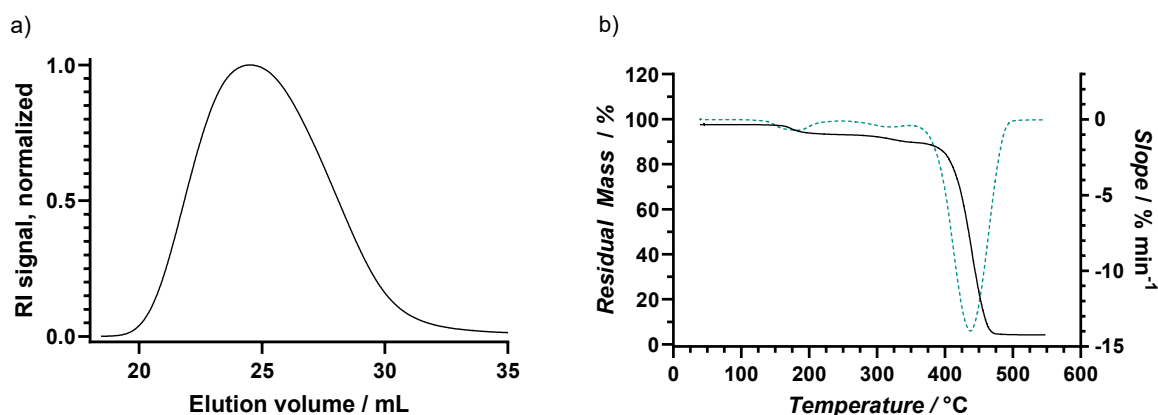 a)
RI signal, normalized
1.0
0.5
0.0
20 25 30 35
Elution volume / mL
b)
Residual Mass / %
120
100
80
60
40
20
0
0 100 200 300 400 500 600
Temperature / °C
0
-5
-10
-15
Slope / % min-1